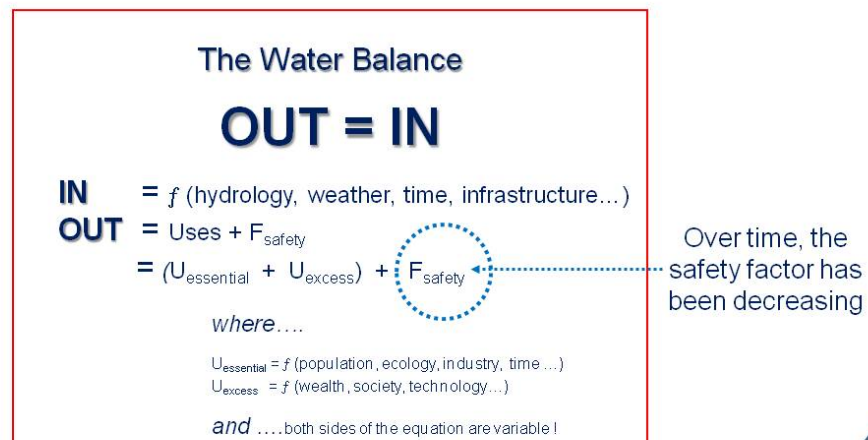 The Water Balance
OUT = IN
IN = ƒ (hydrology, weather, time, infrastructure…)
OUT = Uses + Fsafety
= (Uessential + Uexcess) + Fsafety
where….
Uessential = ƒ (population, ecology, industry, time …)
Uexcess = ƒ (wealth, society, technology…)
and ….both sides of the equation are variable !
Over time, the
safety factor has
been decreasing